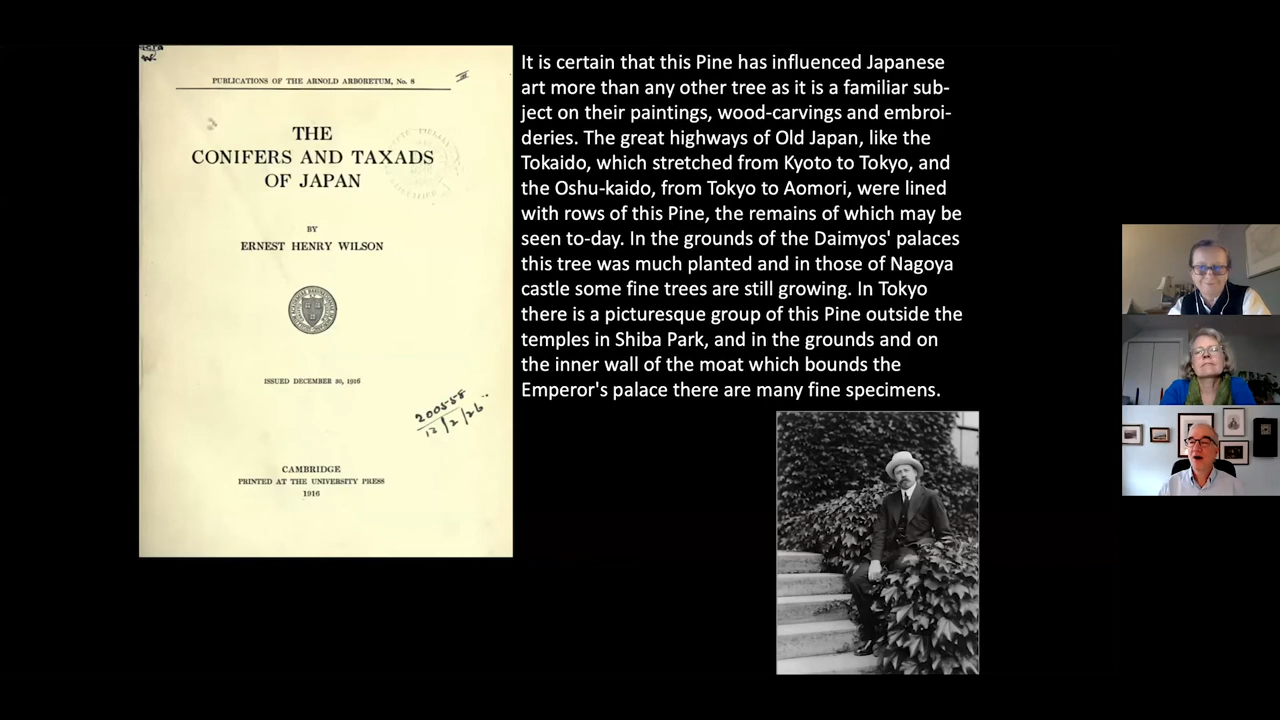 PUBLICATIONS OF THE ARNOLD ARBORETUM, No. 8
THE
CONIFERS AND TAXADS
OF JAPAN
BY
ERNEST HENRY WILSON
ISSUED DECEMBER 30, 1916
200558
12/2/26
CAMBRIDGE
PRINTED AT THE UNIVERSITY PRESS
1916
It is certain that this Pine has influenced Japanese
art more than any other tree as it is a familiar sub-
ject on their paintings, wood-carvings and embroi-
deries. The great highways of Old Japan, like the
Tokaido, which stretched from Kyoto to Tokyo, and
the Oshu-kaido, from Tokyo to Aomori, were lined
with rows of this Pine, the remains of which may be
seen to-day. In the grounds of the Daimyos' palaces
this tree was much planted and in those of Nagoya
castle some fine trees are still growing. In Tokyo
there is a picturesque group of this Pine outside the
temples in Shiba Park, and in the grounds and on
the inner wall of the moat which bounds the
Emperor's palace there are many fine specimens.